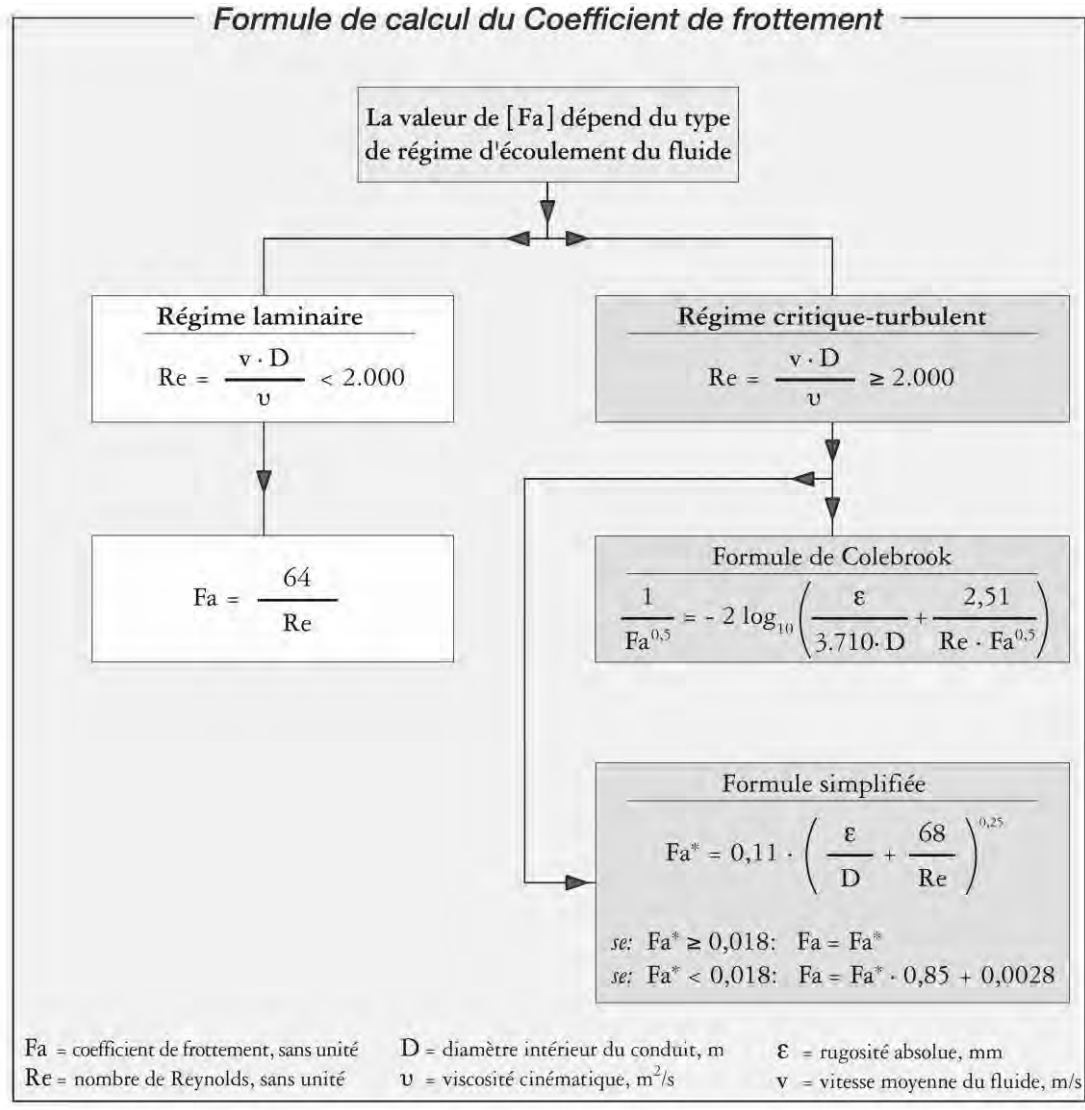 Formule de calcul du Coefficient de frottement
La valeur de [Fa] dépend du type
de régime d'écoulement du fluide
Régime laminaire
Re = v · D / υ < 2.000
Fa = 64 / Re
Régime critique-turbulent
Re = v · D / υ ≥ 2.000
Formule de Colebrook
1 / Fa^0,5 = - 2 log₁₀ ( ε / 3.710· D + 2,51 / Re · Fa^0,5 )
Formule simplifiée
Fa* = 0,11 · ( ε / D + 68 / Re )^0,25
se: Fa* ≥ 0,018: Fa = Fa*
se: Fa* < 0,018: Fa = Fa* · 0,85 + 0,0028
Fa = coefficient de frottement, sans unité
Re = nombre de Reynolds, sans unité
D = diamètre intérieur du conduit, m
υ = viscosité cinématique, m²/s
ε = rugosité absolue, mm
v = vitesse moyenne du fluide, m/s